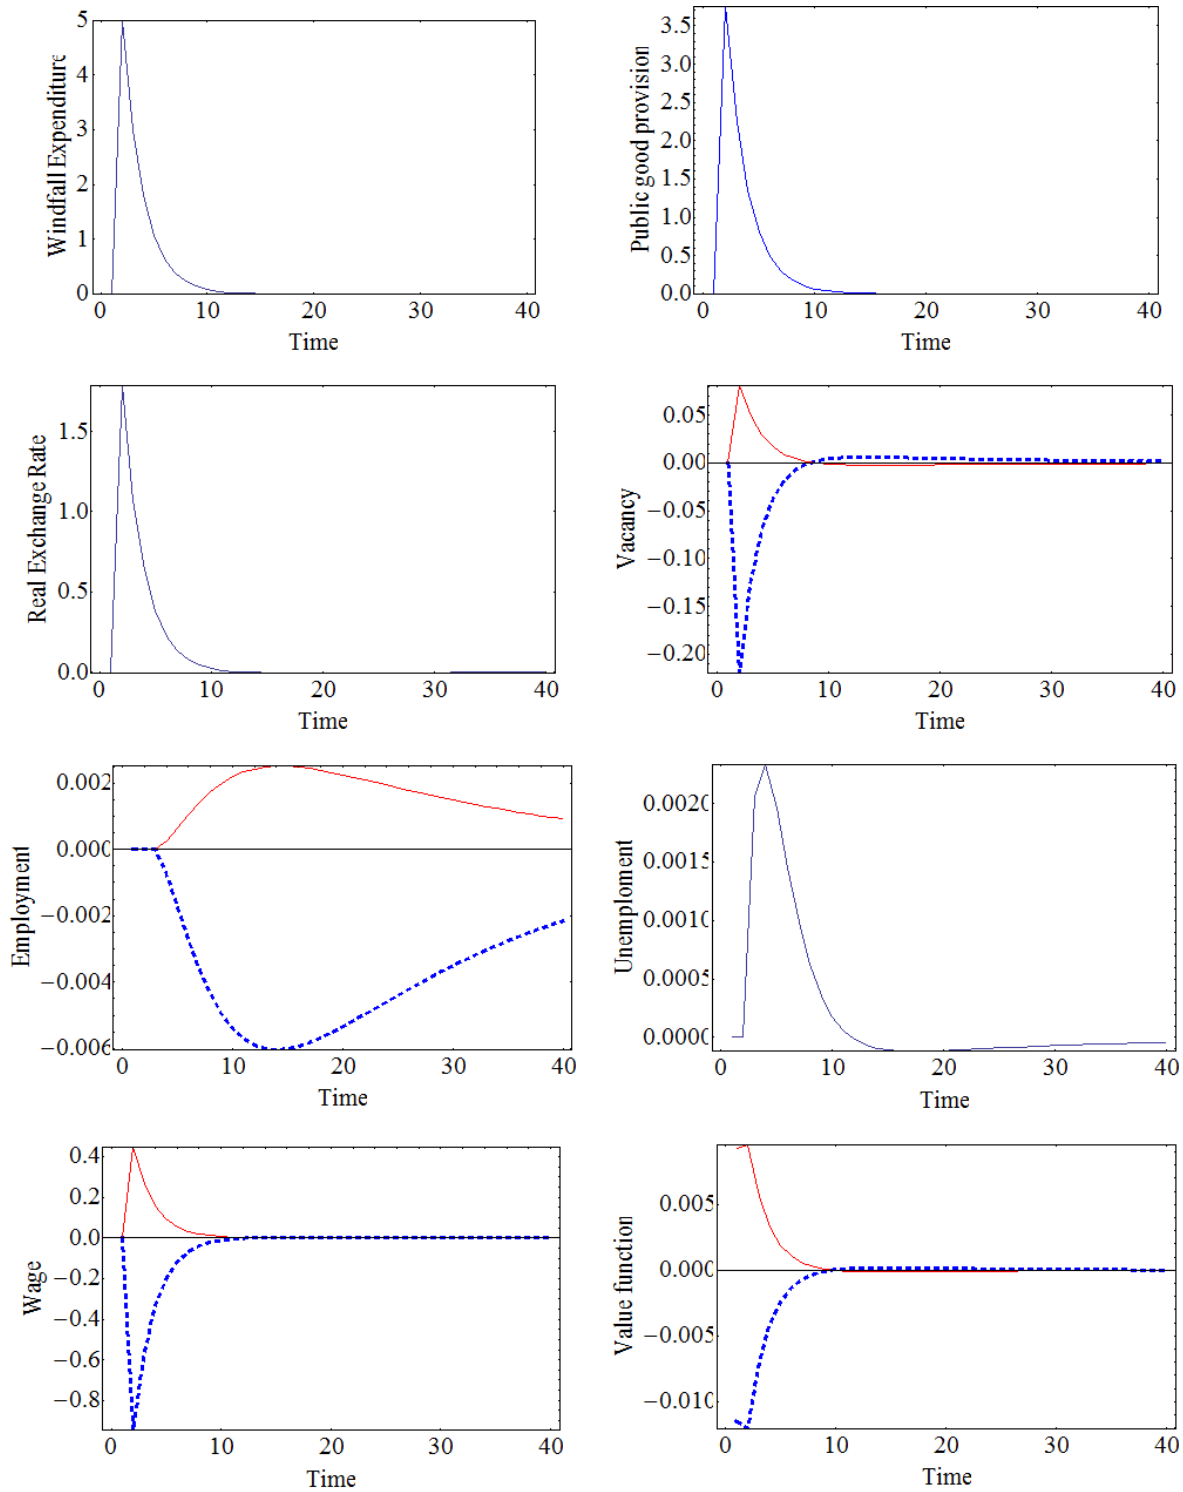 Windfall Expenditure
5
4
3
2
1
0
0 10 20 30 40
Time
Public good provision
3.5
3.0
2.5
2.0
1.5
1.0
0.5
0.0
0 10 20 30 40
Time
Real Exchange Rate
1.5
1.0
0.5
0.0
0 10 20 30 40
Time
Vacancy
0.05
0.00
−0.05
−0.10
−0.15
−0.20
0 10 20 30 40
Time
Employment
0.002
0.000
−0.002
−0.004
−0.006
0 10 20 30 40
Time
Unemploment
0.0020
0.0015
0.0010
0.0005
0.0000
0 10 20 30 40
Time
Wage
0.4
0.2
0.0
−0.2
−0.4
−0.6
−0.8
0 10 20 30 40
Time
Value function
0.005
0.000
−0.005
−0.010
0 10 20 30 40
Time